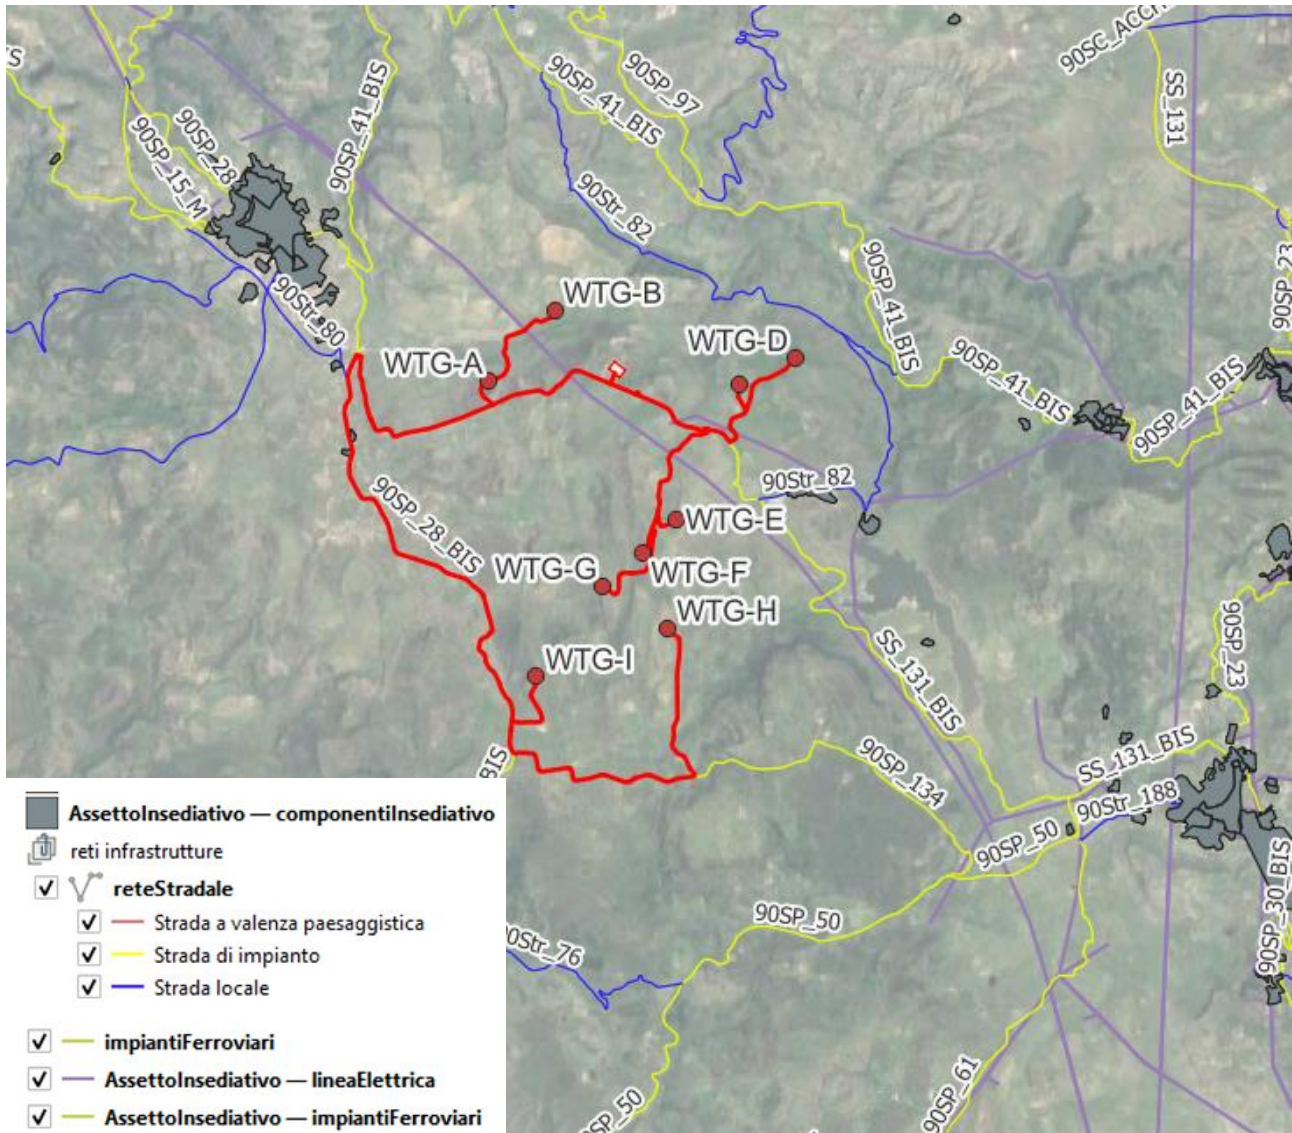 90SC_ACCH
90SP_97
90SP_41_BIS
90SP_41_BIS
SS_131
90SP_28
90SP_15_M
90Str_82
90SP_41_BIS
90SP_23
90Str_80
WTG-B
WTG-D
WTG-A
90SP_41_BIS
90SP_41_BIS
90Str_82
90SP_28_BIS
WTG-E
WTG-G
WTG-F
WTG-H
90SP_23
WTG-I
SS_131_BIS
BIS
90SP_134
SS_131_BIS
90Str_188
90SP_50
90SP_30_BIS
90SP_50
0Str_76
90SP_61
0SP_50
AssettoInsediativo — componentiInsediativo
reti infrastrutture
reteStradale
Strada a valenza paesaggistica
Strada di impianto
Strada locale
impiantiFerroviari
AssettoInsediativo — lineaElettrica
AssettoInsediativo — impiantiFerroviari